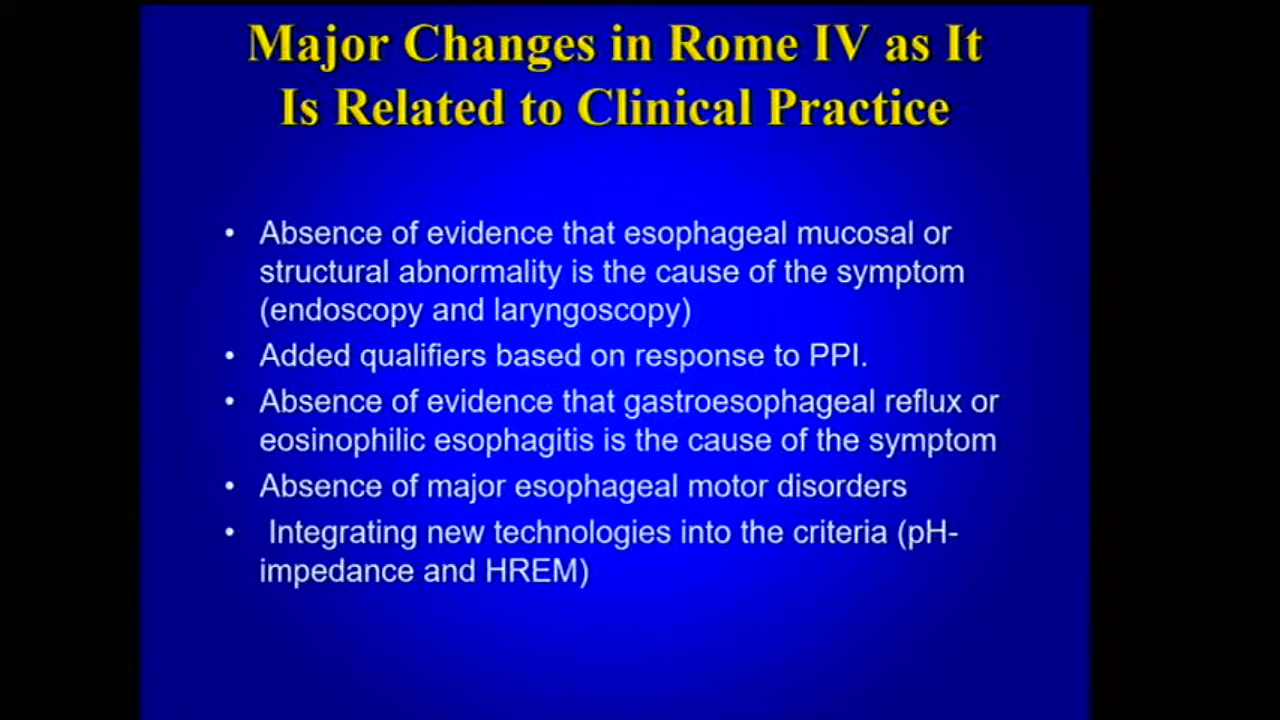 Major Changes in Rome IV as It
Is Related to Clinical Practice
• Absence of evidence that esophageal mucosal or
structural abnormality is the cause of the symptom
(endoscopy and laryngoscopy)
• Added qualifiers based on response to PPI.
• Absence of evidence that gastroesophageal reflux or
eosinophilic esophagitis is the cause of the symptom
• Absence of major esophageal motor disorders
• Integrating new technologies into the criteria (pH-
impedance and HREM)